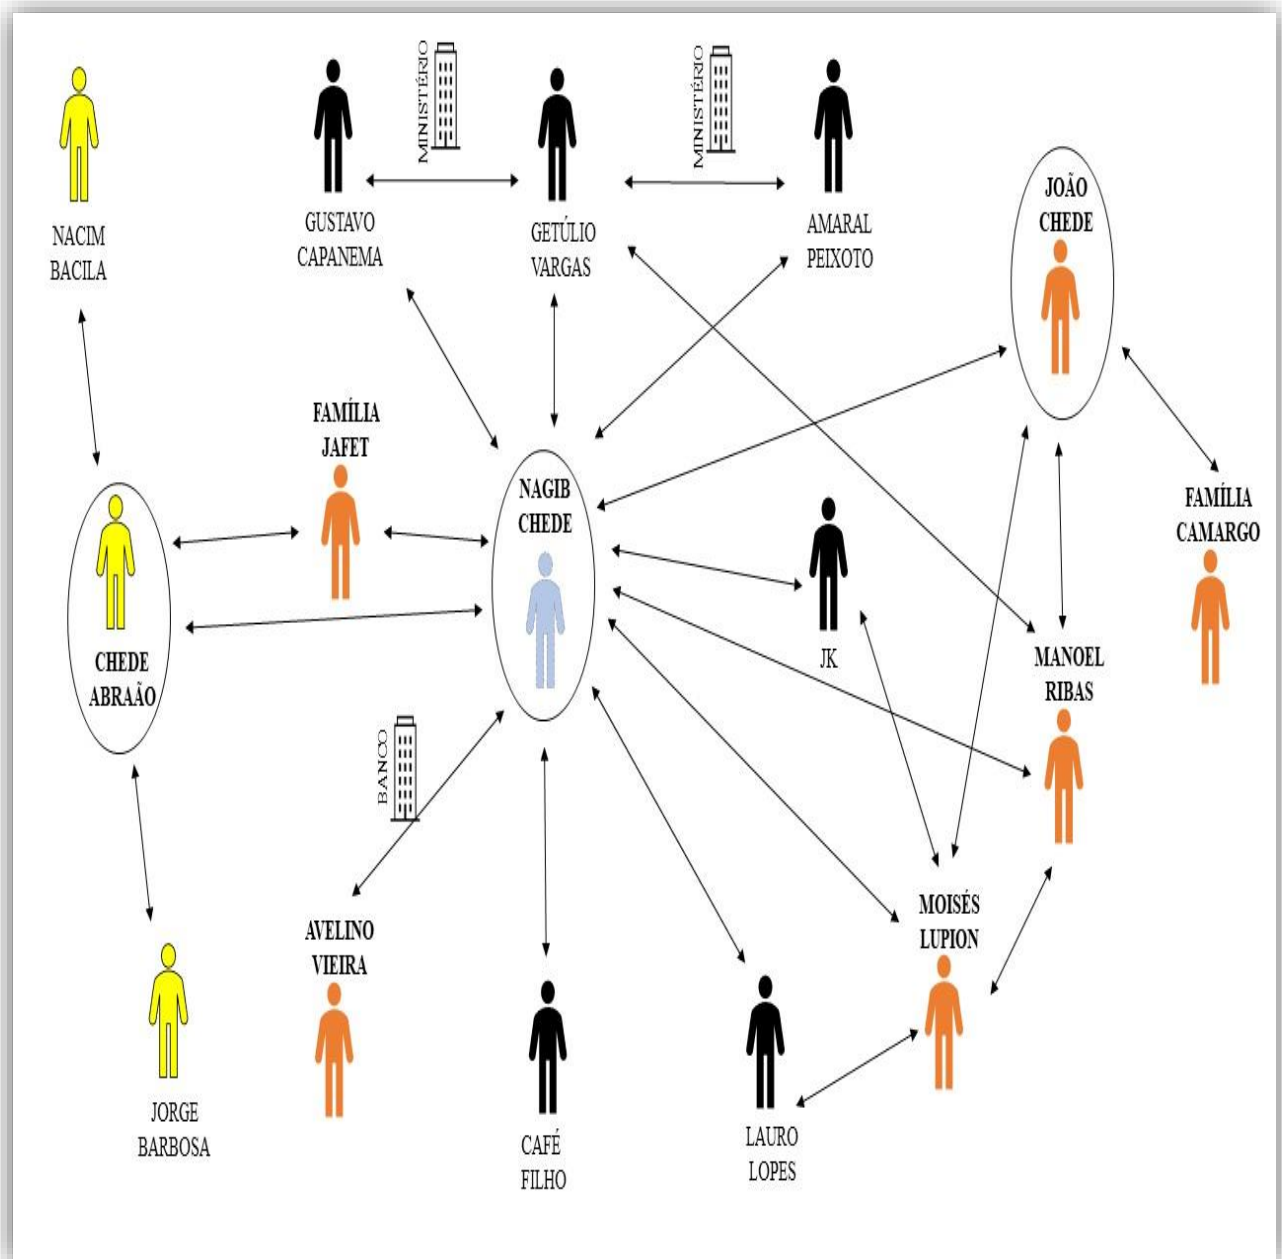 MINISTÉRIO
MINISTÉRIO
NACIM
BACILA
GUSTAVO
CAPANEMA
GETÚLIO
VARGAS
AMARAL
PEIXOTO
JOÃO
CHEDE
FAMÍLIA
JAFET
NAGIB
CHEDE
FAMÍLIA
CAMARGO
CHEDE
ABRAÃO
JK
MANOEL
RIBAS
BANCO
AVELINO
VIEIRA
MOISÉS
LUPION
JORGE
BARBOSA
CAFÉ
FILHO
LAURO
LOPES